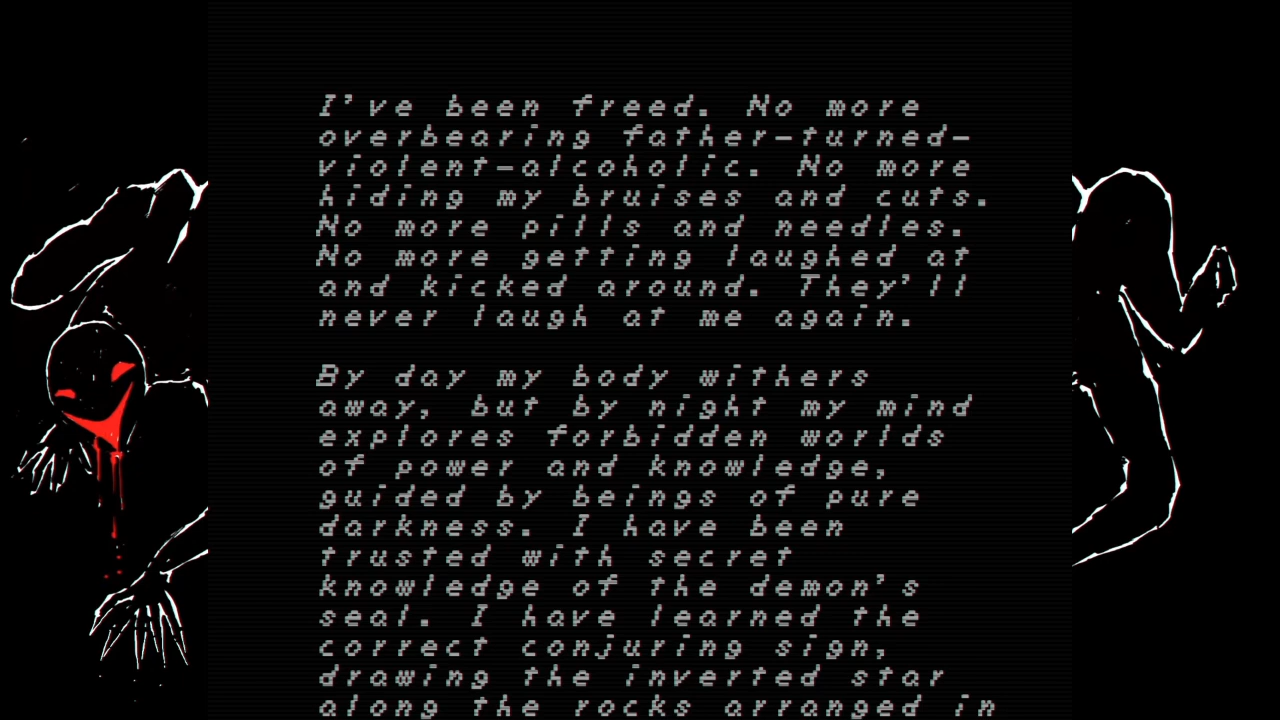 I've been freed. No more
overbearing father-turned-
violent-alcoholic. No more
hiding my bruises and cuts.
No more pills and needles.
No more getting laughed at
and kicked around. They'll
never laugh at me again.
By day my body withers
away, but by night my mind
explores forbidden worlds
of power and knowledge,
guided by beings of pure
darkness. I have been
trusted with secret
knowledge of the demon's
seal. I have learned the
correct conjuring sign,
drawing the inverted star
along the rocks arranged in